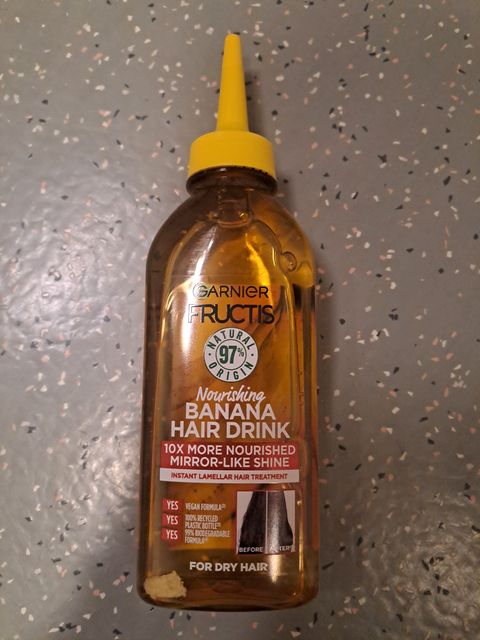 GARNIER
FRUCTIS
NATURAL
97%
ORIGIN
Nourishing
BANANA
HAIR DRINK
10X MORE NOURISHED
MIRROR-LIKE SHINE
INSTANT LAMELLAR HAIR TREATMENT
YES VEGAN FORMULA
YES 100% RECYCLED
PLASTIC BOTTLE
YES 99% BIODEGRADABLE
FORMULA
BEFORE AFTER
FOR DRY HAIR